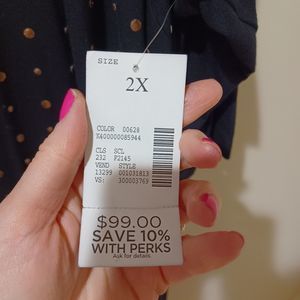 SIZE
2X
COLOR 00628
X400000085944
CLS SCL
232 P2145
VEND STYLE
13299 001031813
VS: 300003769
$99.00
SAVE 10%
WITH PERKS
Ask for details